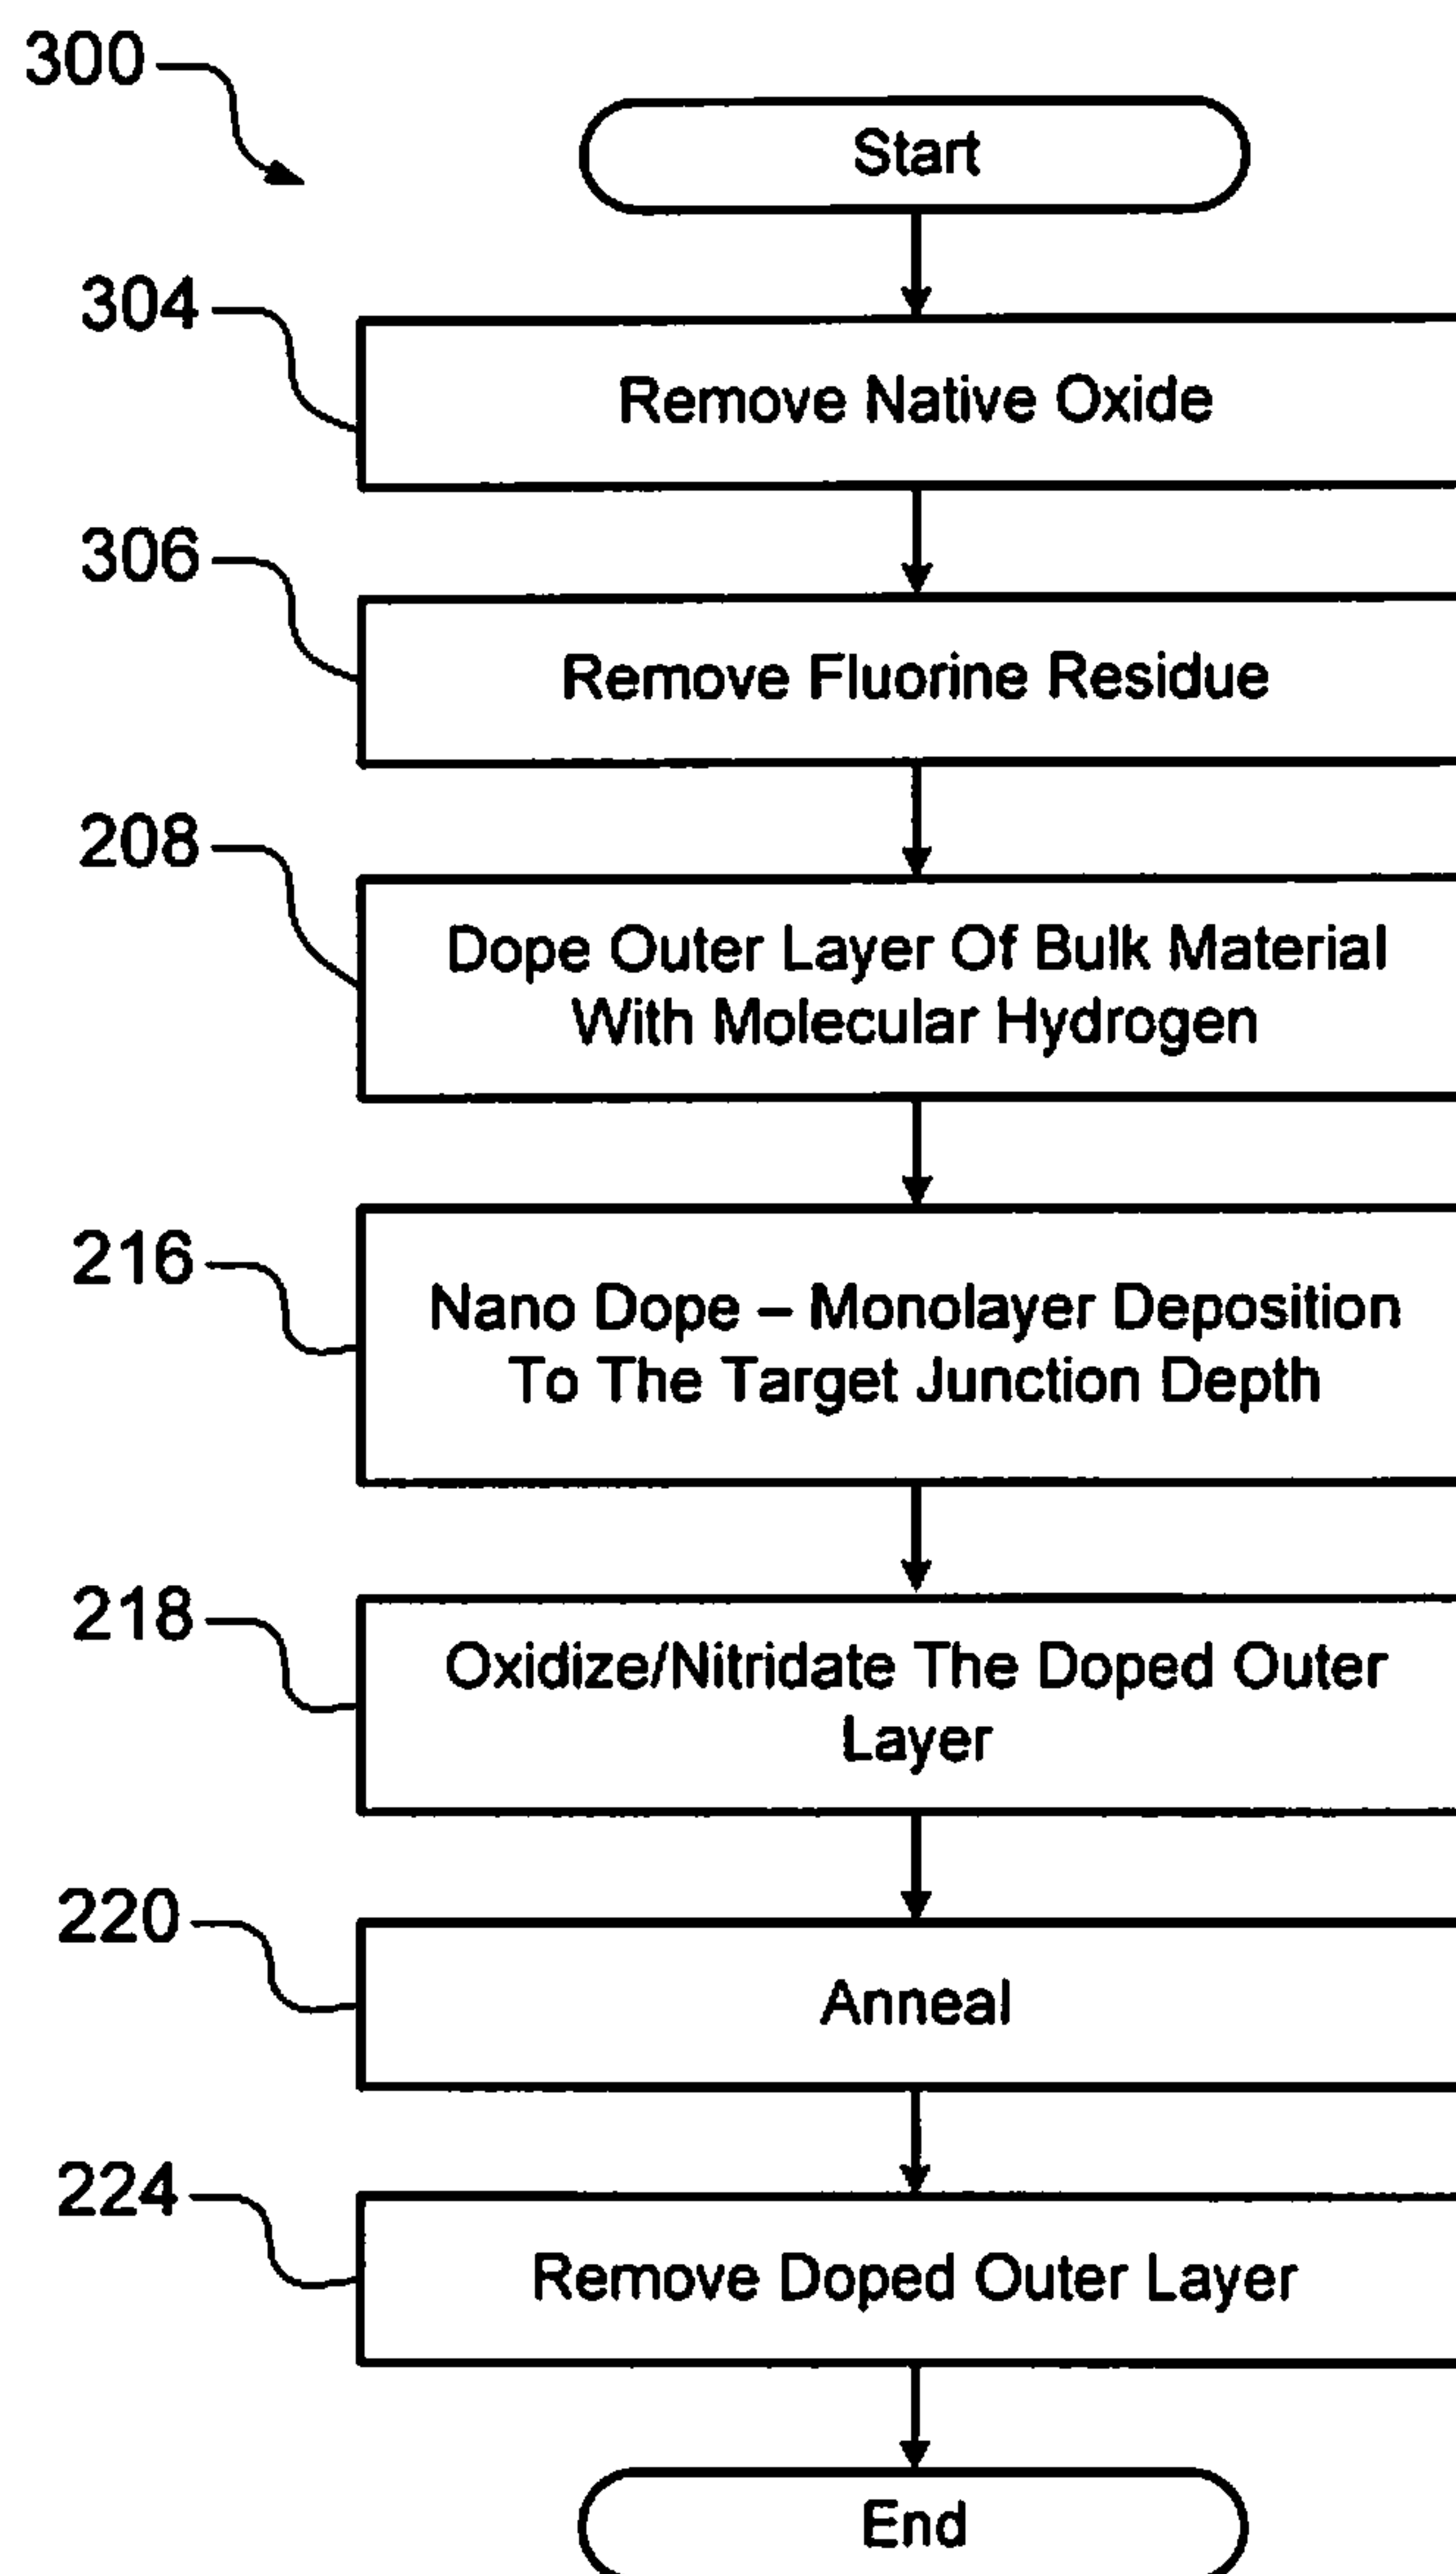 300
Start
304
Remove Native Oxide
306
Remove Fluorine Residue
208
Dope Outer Layer Of Bulk Material
With Molecular Hydrogen
216
Nano Dope – Monolayer Deposition
To The Target Junction Depth
218
Oxidize/Nitridate The Doped Outer
Layer
220
Anneal
224
Remove Doped Outer Layer
End